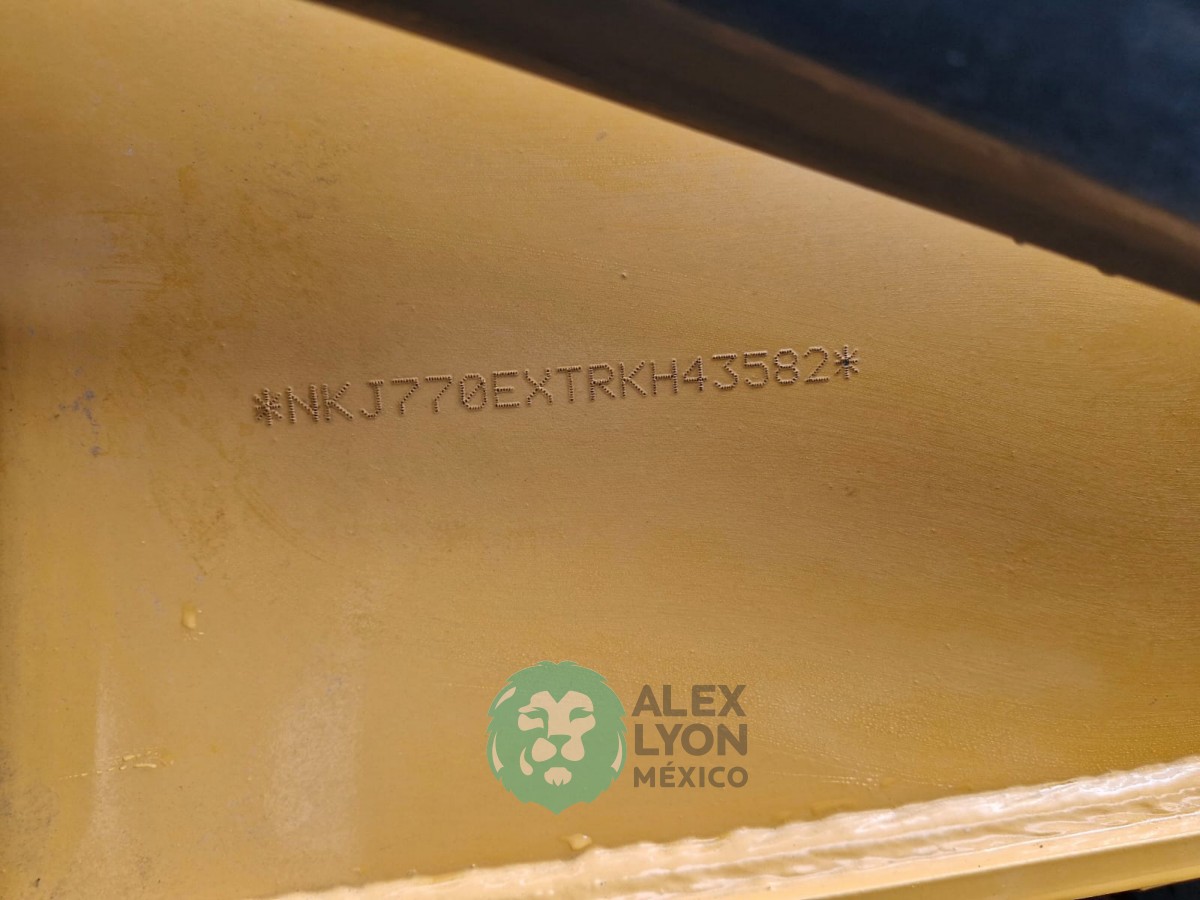 *NKJ770EXTRKH43582*
ALEX
LYON
MÉXICO